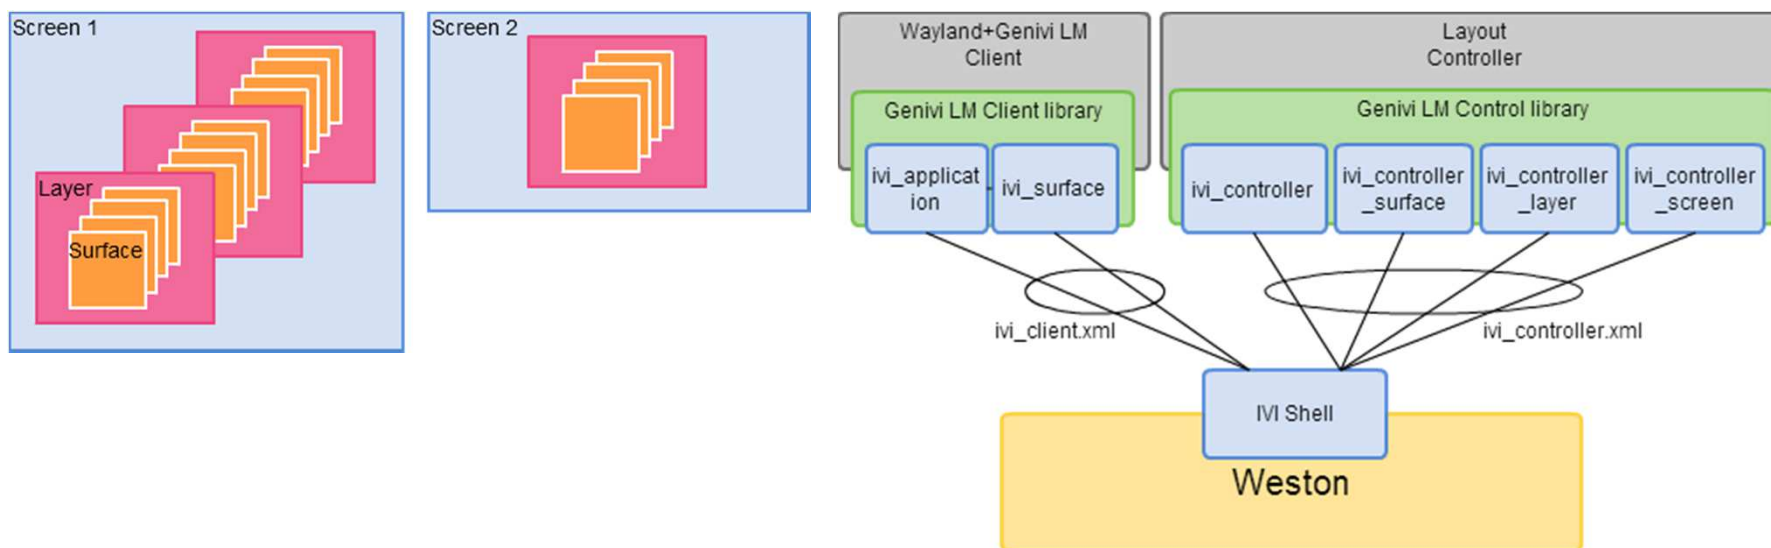 Screen 1
Layer
Surface
Screen 2
Wayland+Genivi LM
Client
Genivi LM Client library
ivi_applicat
ion
ivi_surface
Layout
Controller
Genivi LM Control library
ivi_controller
ivi_controller
_surface
ivi_controller
_layer
ivi_controller
_screen
ivi_client.xml
ivi_controller.xml
IVI Shell
Weston